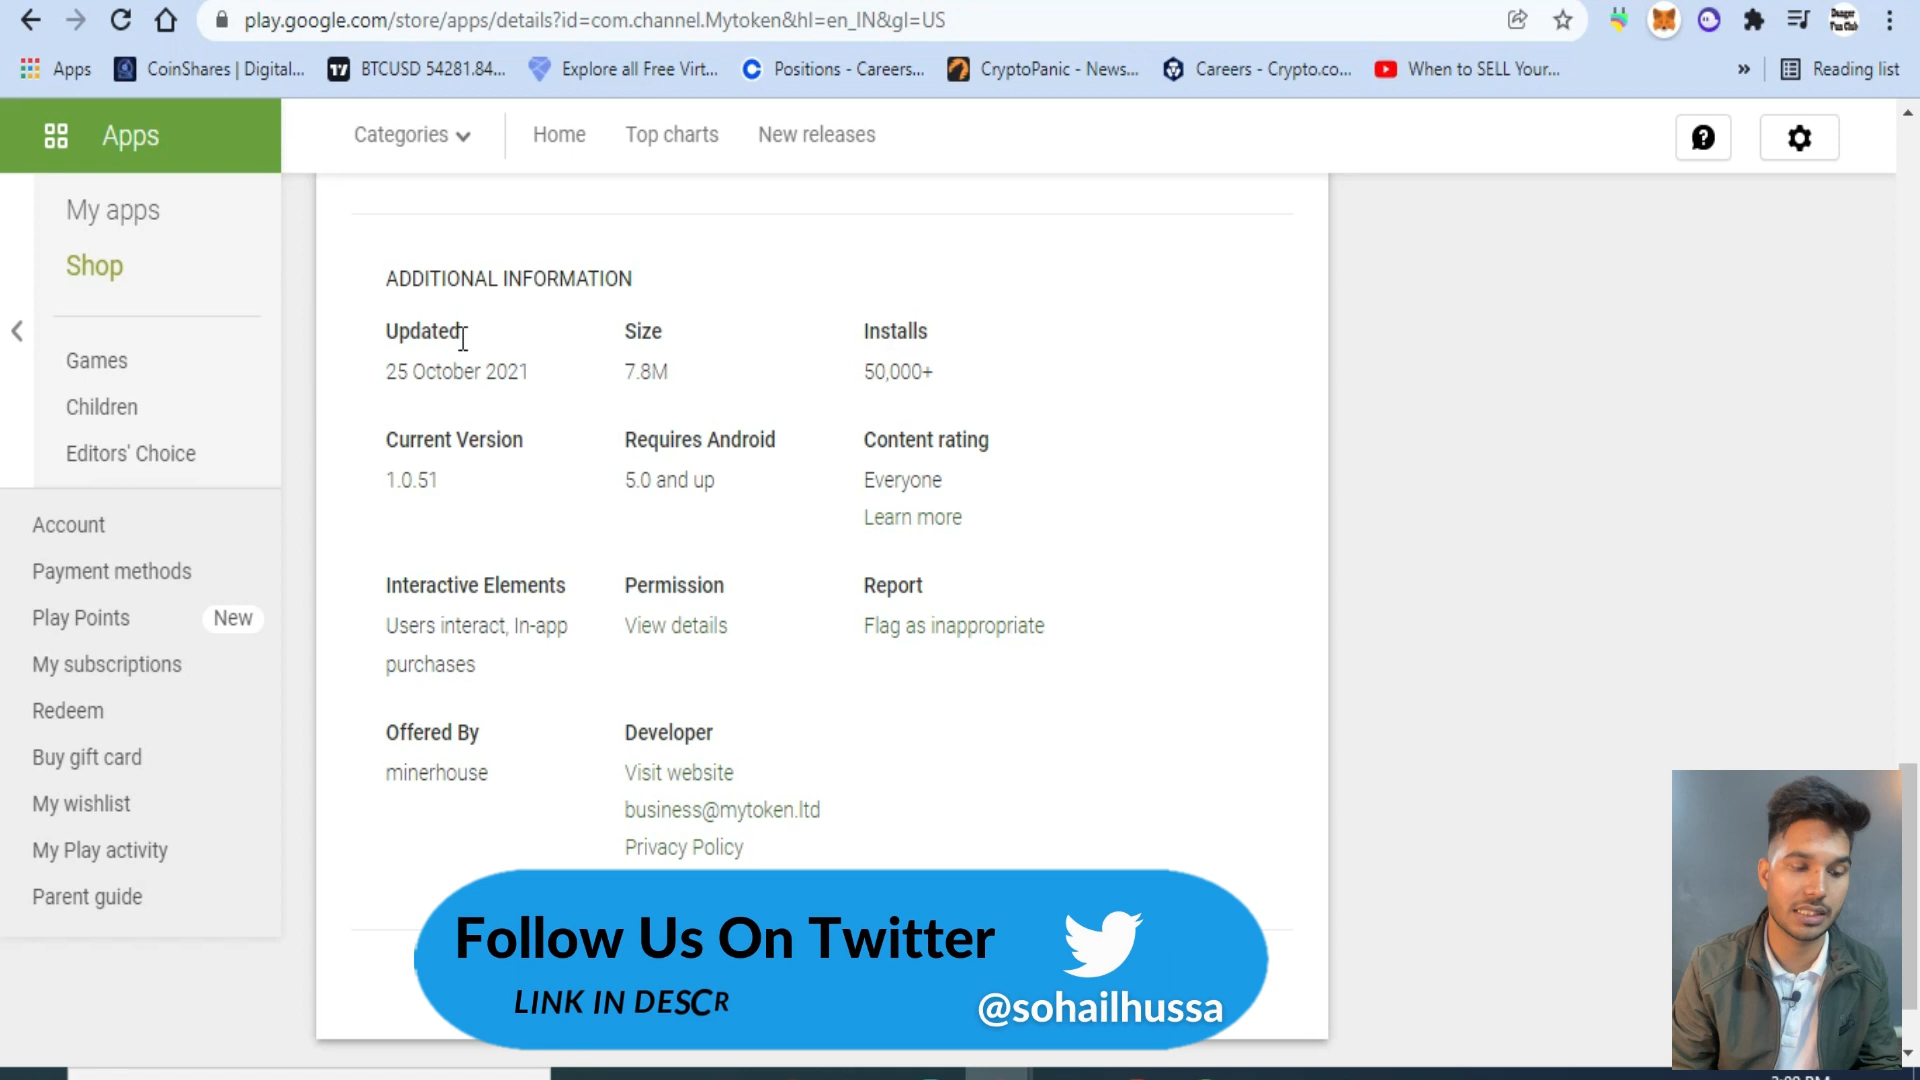 play.google.com/store/apps/details?id=com.channel.Mytoken&hl=en_IN&gl=US
Danger Fun Club
Apps CoinShares | Digital... BTCUSD 54281.84... Explore all Free Virt... Positions - Careers... CryptoPanic - News... Careers - Crypto.co... When to SELL Your... » Reading list
Apps Categories Home Top charts New releases
My apps
Shop
Games
Children
Editors' Choice
Account
Payment methods
Play Points New
My subscriptions
Redeem
Buy gift card
My wishlist
My Play activity
Parent guide
ADDITIONAL INFORMATION
Updated Size Installs
25 October 2021 7.8M 50,000+
Current Version Requires Android Content rating
1.0.51 5.0 and up Everyone
Learn more
Interactive Elements Permission Report
Users interact, In-app View details Flag as inappropriate
purchases
Offered By Developer
minerhouse Visit website
business@mytoken.ltd
Privacy Policy
Follow Us On Twitter
LINK IN DESCR @sohailhussa